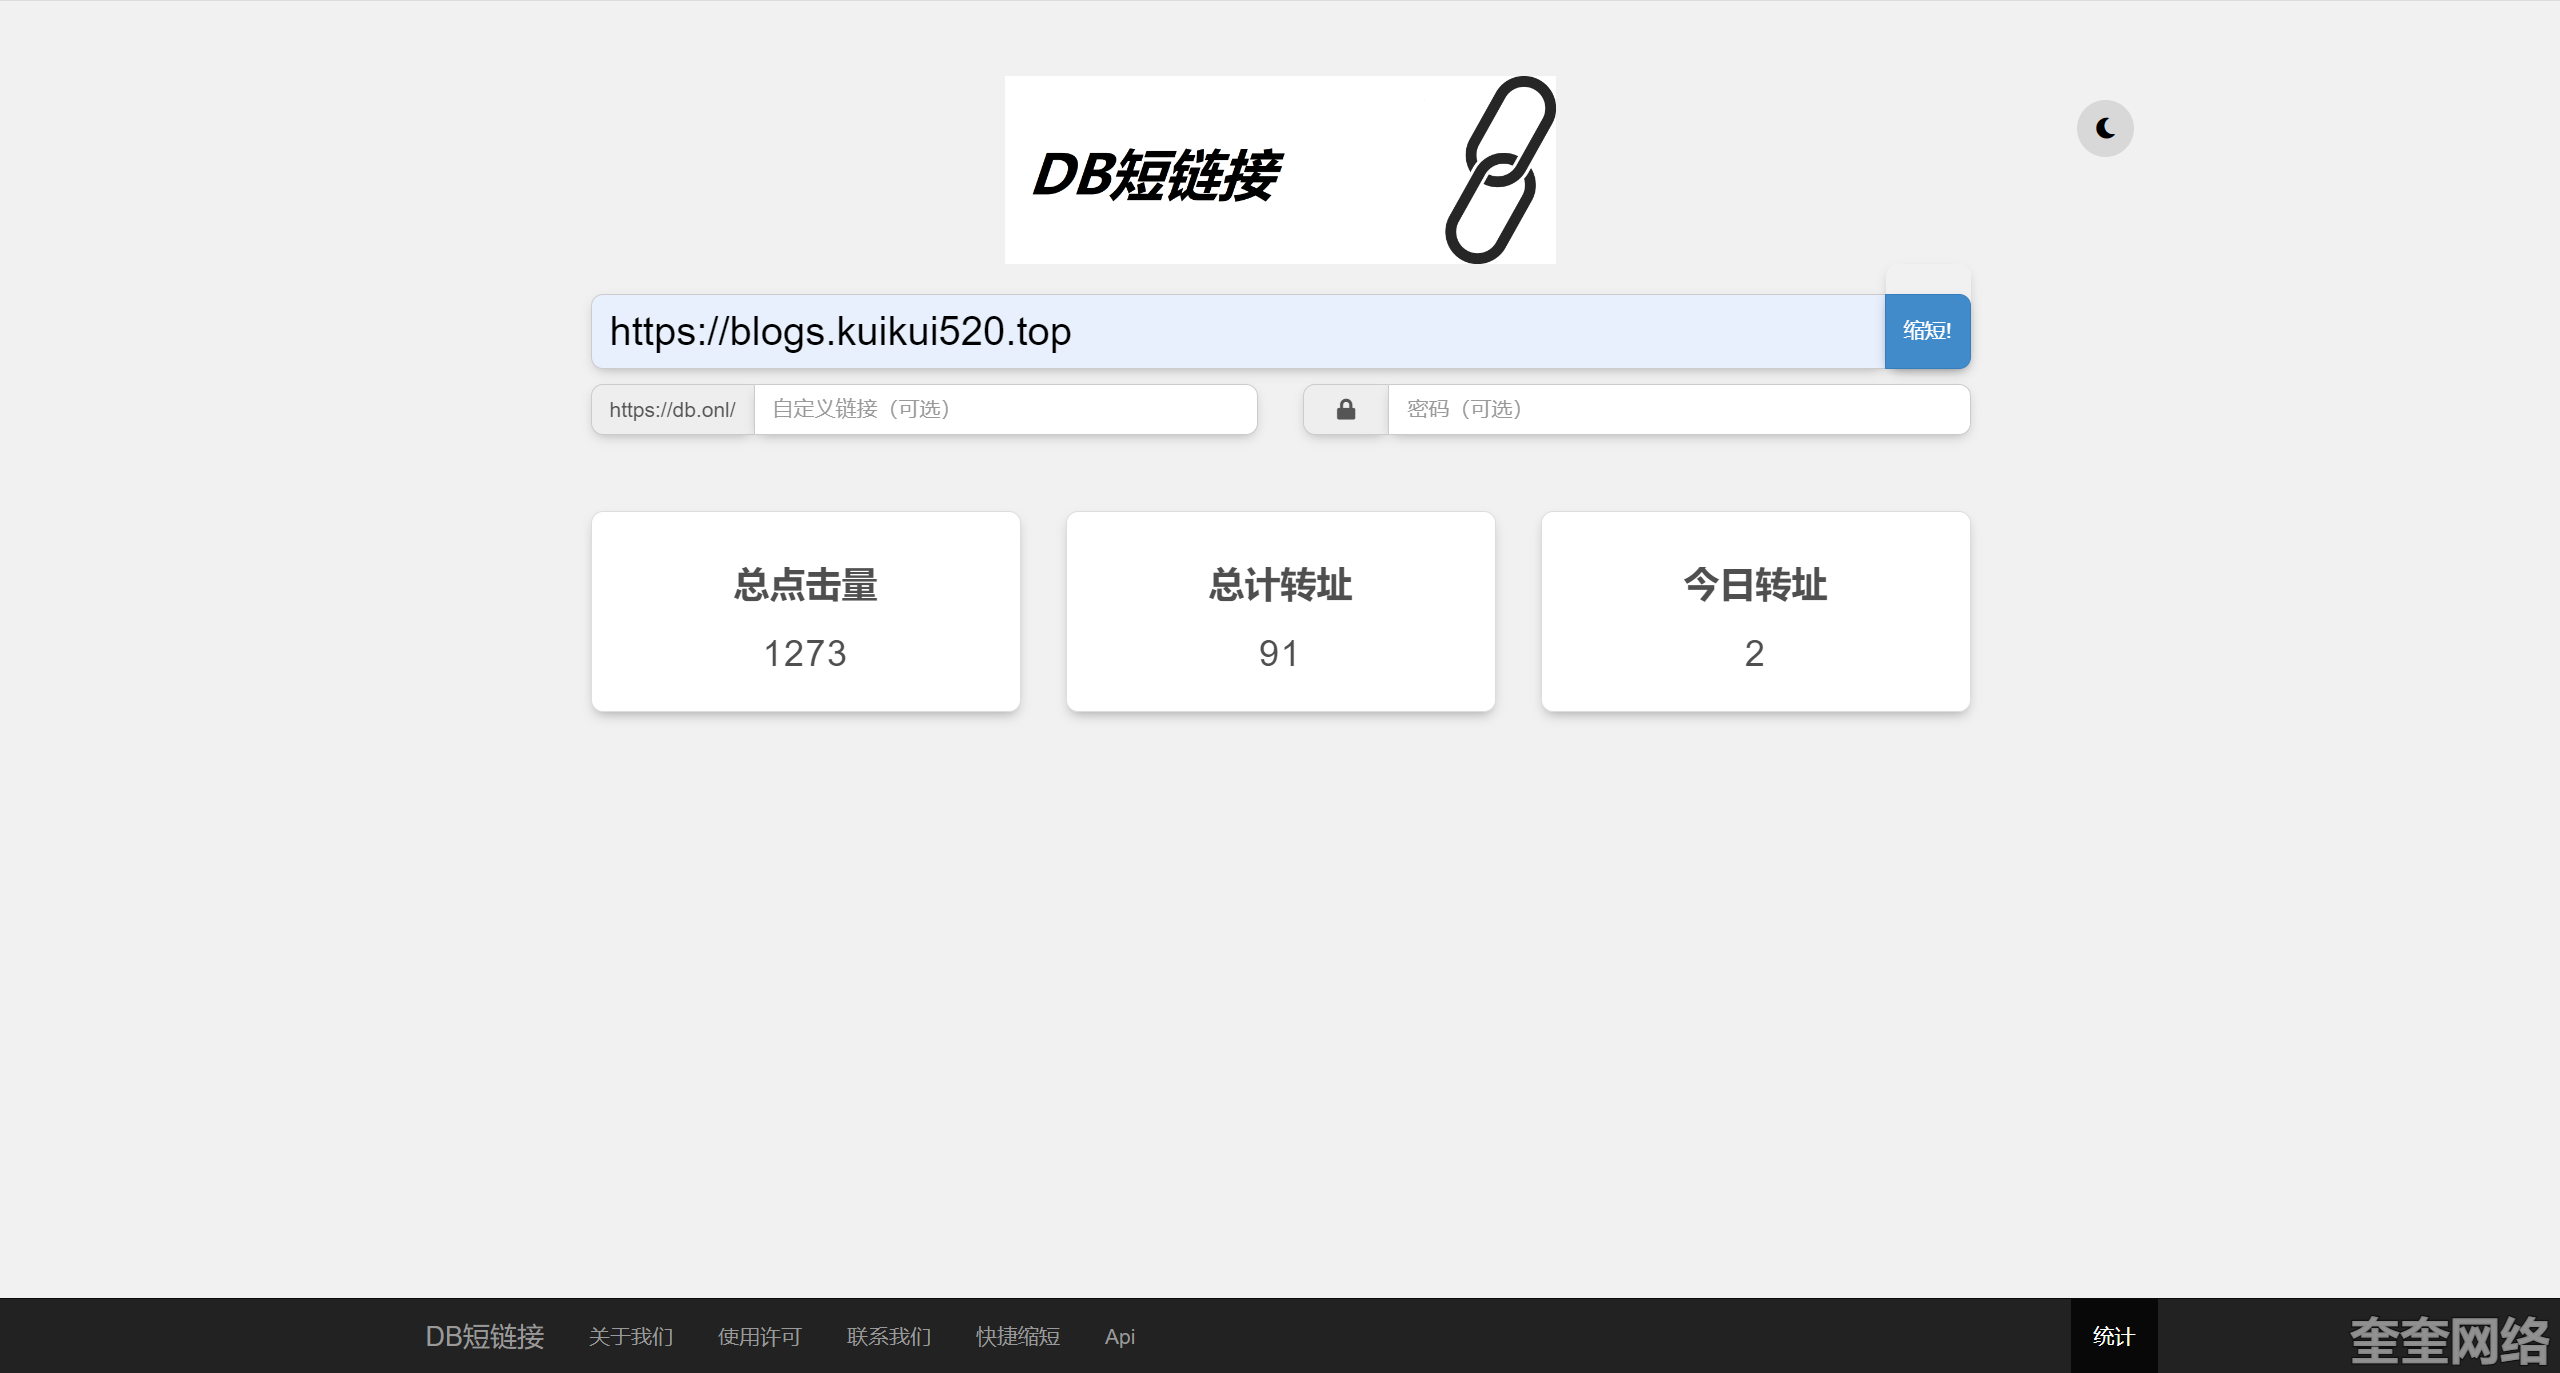 DB短链接
https://blogs.kuikui520.top
缩短!
https://db.onl/
自定义链接（可选）
密码（可选）
总点击量
1273
总计转址
91
今日转址
2
DB短链接
关于我们
使用许可
联系我们
快捷缩短
Api
统计
奎奎网络